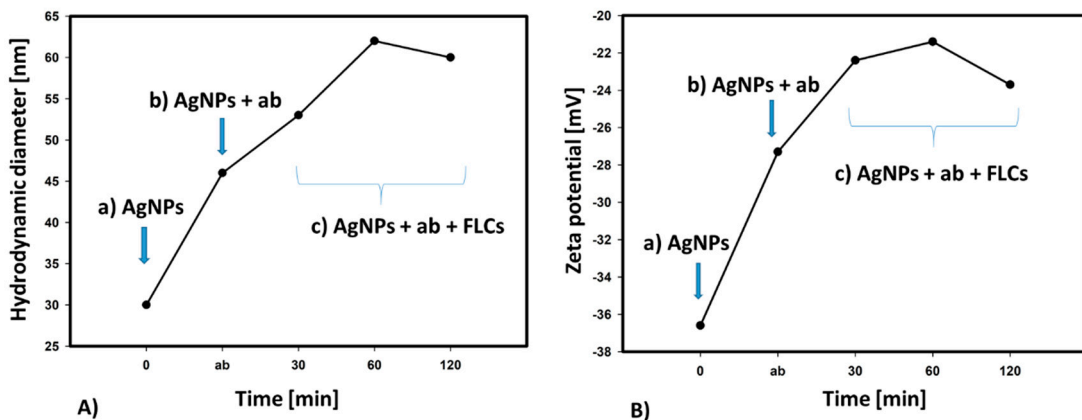 Hydrodynamic diameter [nm]
65
60
55
50
45
40
35
30
25
a) AgNPs
b) AgNPs + ab
c) AgNPs + ab + FLCs
0 ab 30 60 120
Time [min]
A)
Zeta potential [mV]
-20
-22
-24
-26
-28
-30
-32
-34
-36
-38
a) AgNPs
b) AgNPs + ab
c) AgNPs + ab + FLCs
0 ab 30 60 120
Time [min]
B)